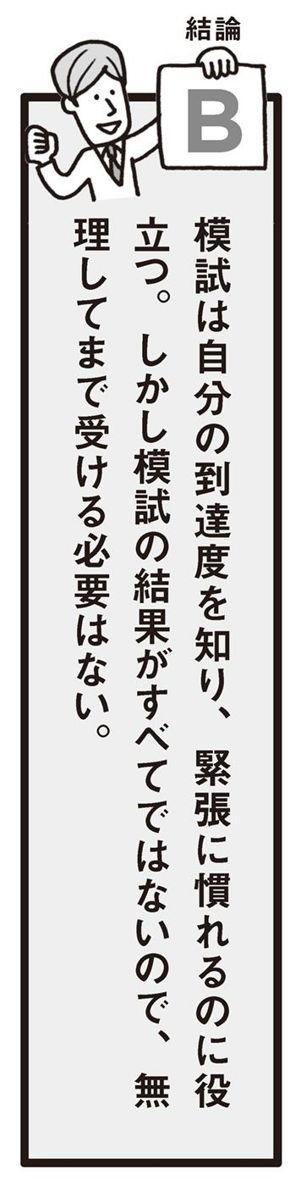 結論
B
模試は自分の到達度を知り、緊張に慣れるのに役
立つ。しかし模試の結果がすべてではないので、無
理してまで受ける必要はない。